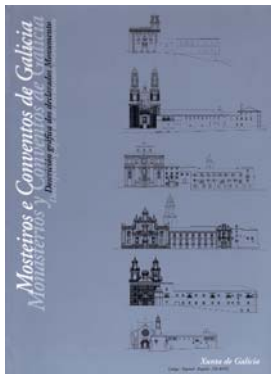 Mosteiros e Conventos de Galicia
Monasterios y Conventos de Galicia
Descrición gráfica dos declarados Monumento
Xunta de Galicia